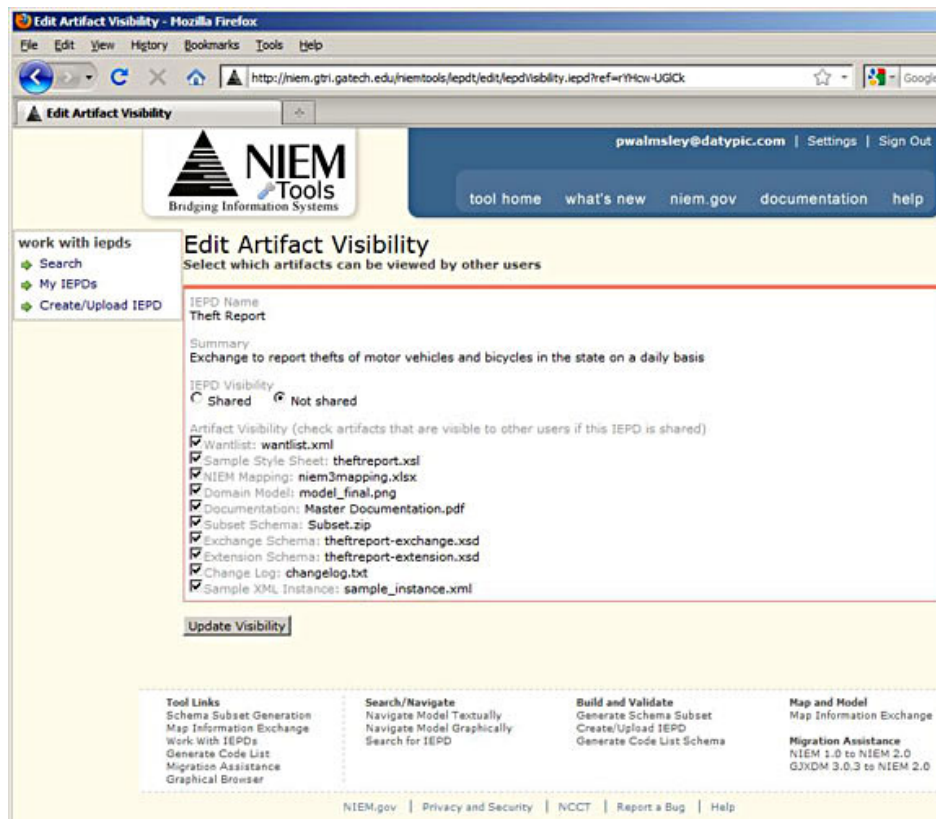 Edit Artifact Visibility - Mozilla Firefox
File Edit View History Bookmarks Tools Help
http://niem.gtri.gatech.edu/niemtools/iepdt/edit/iepdVisibility.iepd?ref=rYHcw-UGlCk
Google
Edit Artifact Visibility
NIEM
Tools
Bridging Information Systems
pwalmsley@datypic.com | Settings | Sign Out
tool home what's new niem.gov documentation help
work with iepds
Search
My IEPDs
Create/Upload IEPD
Edit Artifact Visibility
Select which artifacts can be viewed by other users
IEPD Name
Theft Report
Summary
Exchange to report thefts of motor vehicles and bicycles in the state on a daily basis
IEPD Visibility
Shared Not shared
Artifact Visibility (check artifacts that are visible to other users if this IEPD is shared)
Wantlist: wantlist.xml
Sample Style Sheet: theftreport.xsl
NIEM Mapping: niem3mapping.xlsx
Domain Model: model_final.png
Documentation: Master Documentation.pdf
Subset Schema: Subset.zip
Exchange Schema: theftreport-exchange.xsd
Extension Schema: theftreport-extension.xsd
Change Log: changelog.txt
Sample XML Instance: sample_instance.xml
Update Visibility
Tool Links
Schema Subset Generation
Map Information Exchange
Work With IEPDs
Generate Code List
Migration Assistance
Graphical Browser
Search/Navigate
Navigate Model Textually
Navigate Model Graphically
Search for IEPD
Build and Validate
Generate Schema Subset
Create/Upload IEPD
Generate Code List Schema
Map and Model
Map Information Exchange
Migration Assistance
NIEM 1.0 to NIEM 2.0
GJXDM 3.0.3 to NIEM 2.0
NIEM.gov | Privacy and Security | NCCT | Report a Bug | Help